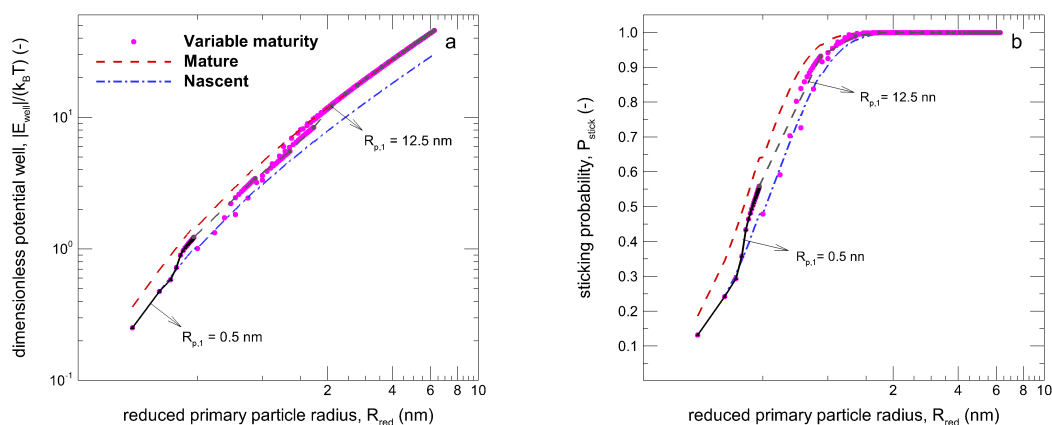 a
Variable maturity
Mature
Nascent
R_p,1 = 12.5 nm
R_p,1 = 0.5 nm
dimensionless potential well, |E_well|/(k_BT) (-)
10^1
10^0
10^-1
2
4
6
8
10
reduced primary particle radius, R_red (nm)
b
R_p,1 = 12.5 nn
R_p,1 = 0.5 nn
sticking probability, P_stick (-)
1.0
0.9
0.8
0.7
0.6
0.5
0.4
0.3
0.2
0.1
2
4
6
8
10
reduced primary particle radius, R_red (nm)